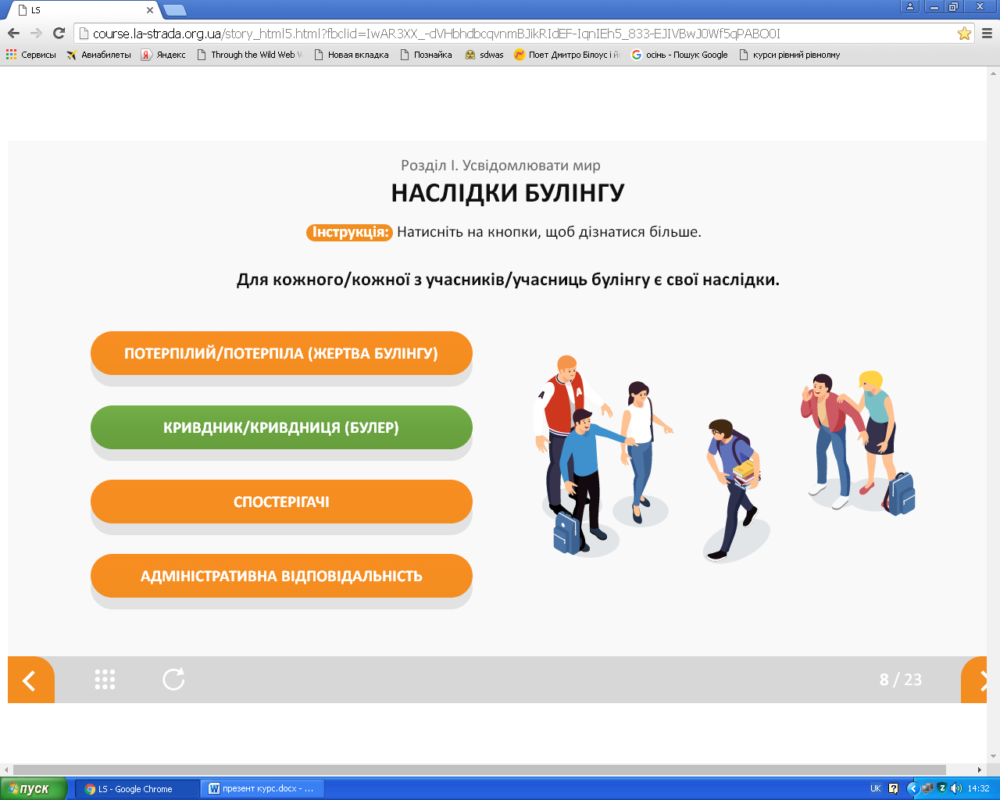 LS
course.la-strada.org.ua/story_html5.html?fbclid=IwAR3XX_-dVHbhdbcqvnmBJikRIdEF-IqnIEh5_833-EJIVBwJ0Wf5qPABO0I
Сервисы Авиабилеты Яндекс Through the Wild Web Новая вкладка Познайка sdwas Поет Дмитро Білоус і осінь - Пошук Google курси рівний рівному
Розділ І. Усвідомлювати мир
НАСЛІДКИ БУЛІНГУ
Інструкція: Натисніть на кнопки, щоб дізнатися більше.
Для кожного/кожної з учасників/учасниць булінгу є свої наслідки.
ПОТЕРПІЛИЙ/ПОТЕРПІЛА (ЖЕРТВА БУЛІНГУ)
КРИВДНИК/КРИВДНИЦЯ (БУЛЕР)
СПОСТЕРІГАЧІ
АДМІНІСТРАТИВНА ВІДПОВІДАЛЬНІСТЬ
A A
8 / 23
пуск LS - Google Chrome презент курс.docx - ... UK 14:32